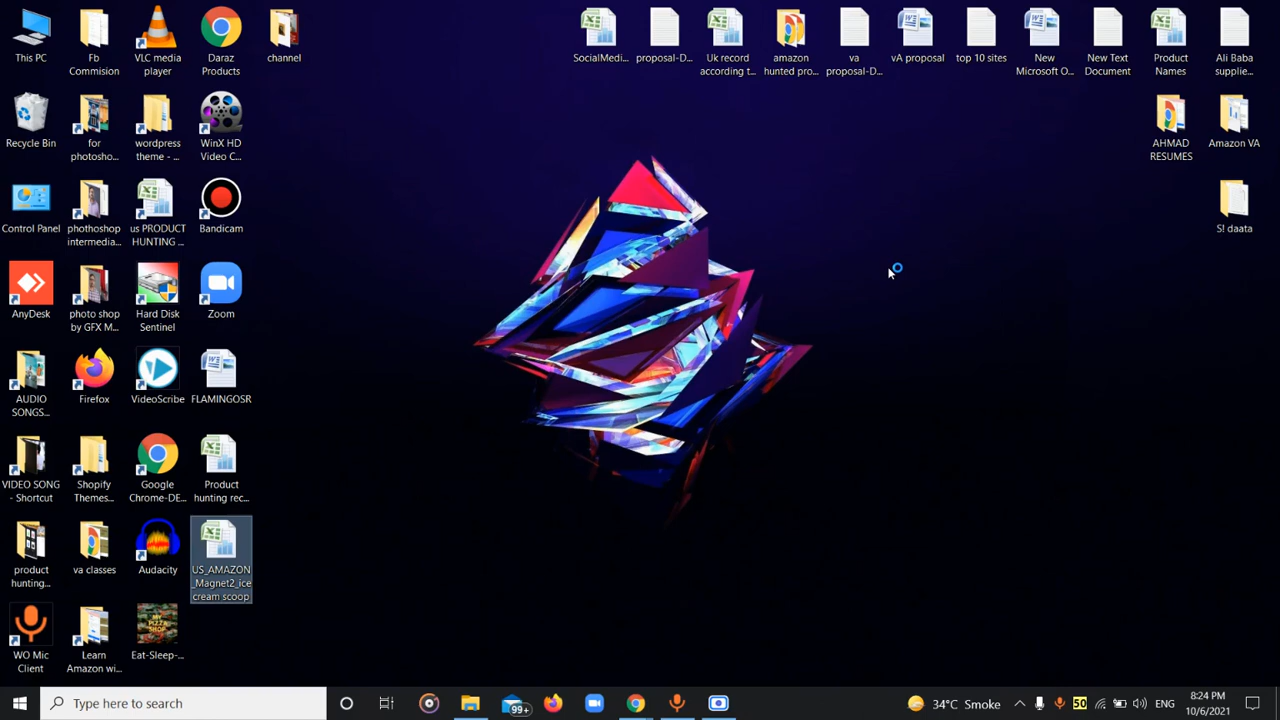 This PC
Fb
Commision
VLC media
player
Daraz
Products
channel
SocialMedi...
proposal-D...
Uk record
according t...
amazon
hunted pro...
va
proposal-D...
vA proposal
top 10 sites
New
Microsoft O...
New Text
Document
Product
Names
Ali Baba
supplie...
Recycle Bin
for
photosho...
wordpress
theme - ...
WinX HD
Video C...
AHMAD
RESUMES
Amazon VA
Control Panel
phothoshop
intermedia...
us PRODUCT
HUNTING ...
Bandicam
S! daata
AnyDesk
photo shop
by GFX M...
Hard Disk
Sentinel
Zoom
AUDIO
SONGS...
Firefox
VideoScribe
FLAMINGOSR
VIDEO SONG
- Shortcut
Shopify
Themes...
Google
Chrome-DE...
Product
hunting rec...
product
hunting...
va classes
Audacity
US_AMAZON
_Magnet2_ice
cream scoop
WO Mic
Client
Learn
Amazon wi...
MY
PIZZA
SHOP
Eat-Sleep-...
Type here to search
99+
34°C Smoke
50
ENG
8:24 PM
10/6/2021